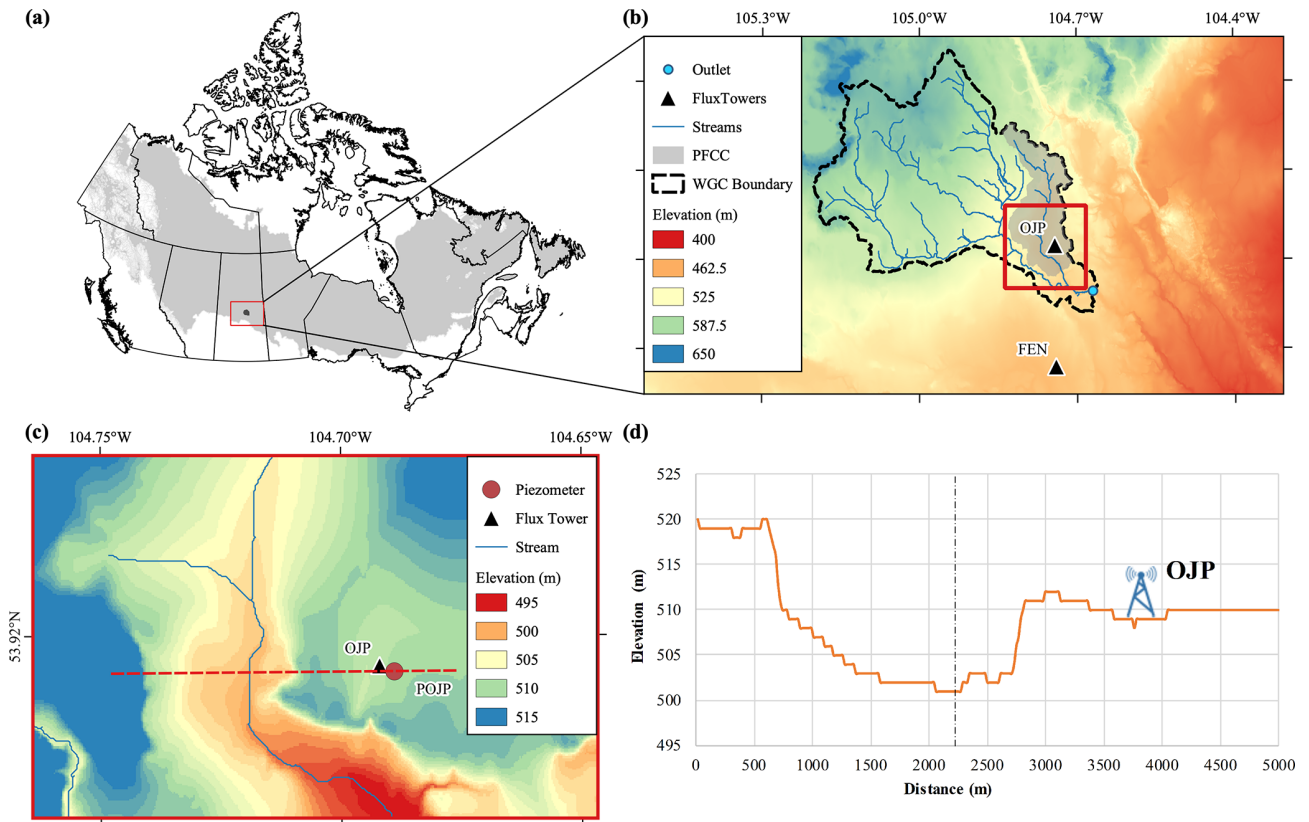 (a)
(b)
105.3°W 105.0°W 104.7°W 104.4°W
Outlet
FluxTowers
Streams
PFCC
WGC Boundary
Elevation (m)
400
462.5
525
587.5
650
OJP
FEN
(c)
104.75°W 104.70°W 104.65°W
53.92°N
Piezometer
Flux Tower
Stream
Elevation (m)
495
500
505
510
515
OJP
POJP
(d)
525
520
515
510
505
500
495
Elevation (m)
OJP
0 500 1000 1500 2000 2500 3000 3500 4000 4500 5000
Distance (m)